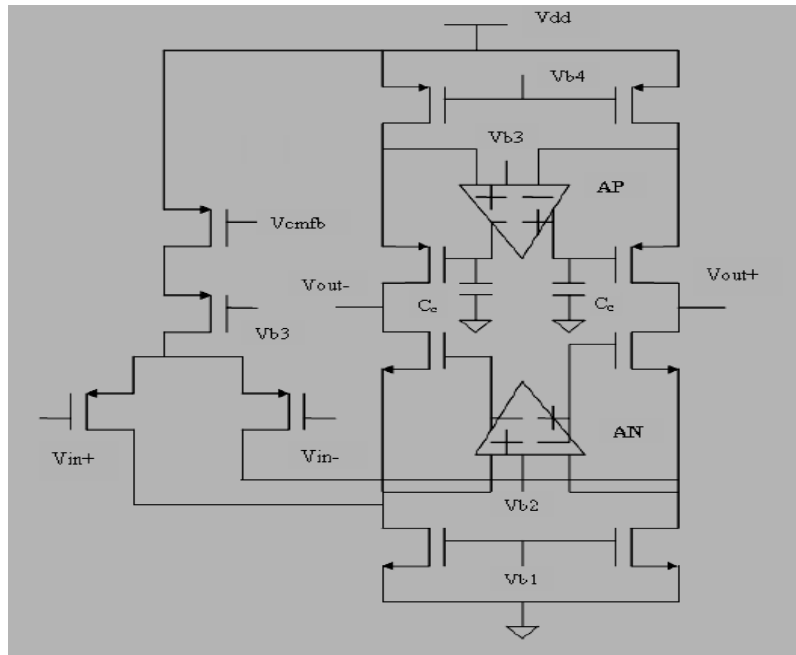 Vdd
Vb4
Vb3
AP
Vcmfb
Vout-
Vout+
Cc
Cc
Vb3
AN
Vin+
Vin-
Vb2
Vb1